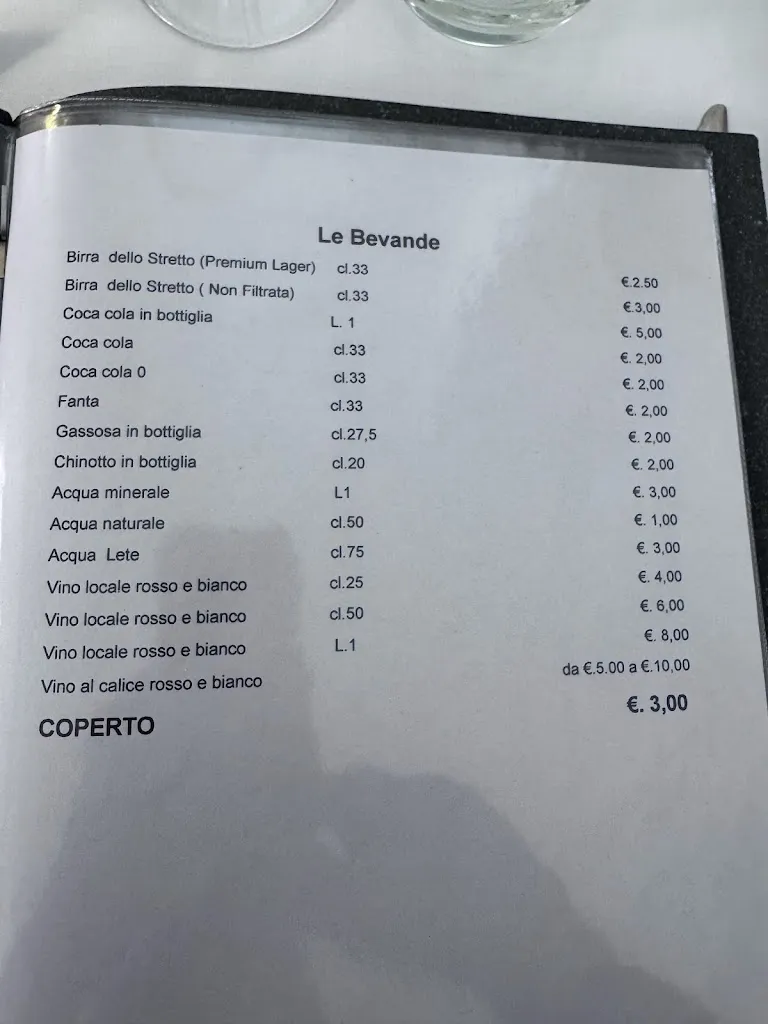 Le Bevande
Birra dello Stretto (Premium Lager) cl.33 €.2.50
Birra dello Stretto ( Non Filtrata) cl.33 €.3,00
Coca cola in bottiglia L. 1 €. 5,00
Coca cola cl.33 €. 2,00
Coca cola 0 cl.33 €. 2,00
Fanta cl.33 €. 2,00
Gassosa in bottiglia cl.27,5 €. 2,00
Chinotto in bottiglia cl.20 €. 2,00
Acqua minerale L1 €. 3,00
Acqua naturale cl.50 €. 1,00
Acqua Lete cl.75 €. 3,00
Vino locale rosso e bianco cl.25 €. 4,00
Vino locale rosso e bianco cl.50 €. 6,00
Vino locale rosso e bianco L.1 €. 8,00
Vino al calice rosso e bianco da €.5.00 a €.10,00
COPERTO €. 3,00